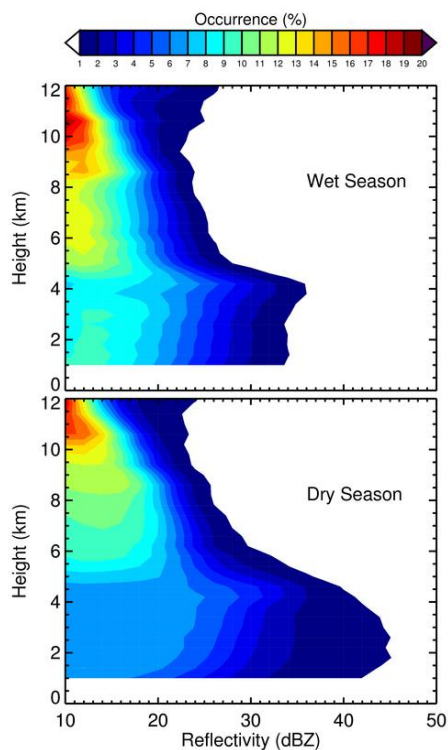 Occurrence (%)
1 2 3 4 5 6 7 8 9 10 11 12 13 14 15 16 17 18 19 20
12
10
8
6
4
2
0
Height (km)
Wet Season
12
10
8
6
4
2
0
Height (km)
Dry Season
10 20 30 40 50
Reflectivity (dBZ)